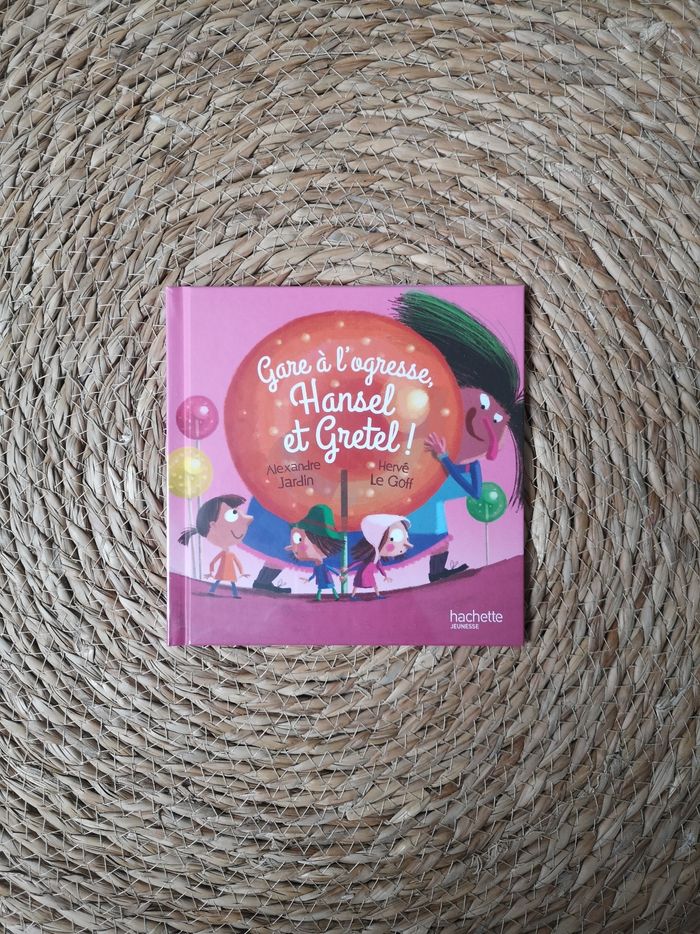 Gare à l'ogresse,
Hansel
et Gretel !
Alexandre
Jardin
Hervé
Le Goff
hachette
JEUNESSE